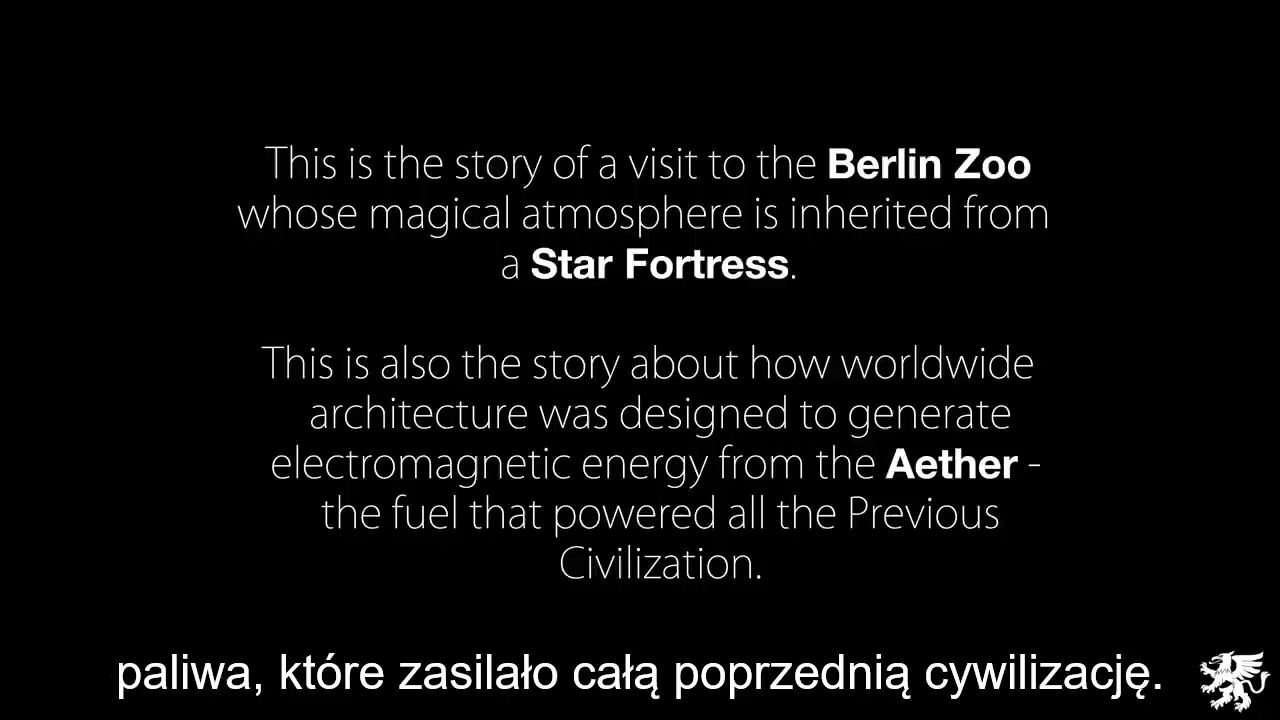 This is the story of a visit to the Berlin Zoo
whose magical atmosphere is inherited from
a Star Fortress.
This is also the story about how worldwide
architecture was designed to generate
electromagnetic energy from the Aether -
the fuel that powered all the Previous
Civilization.
paliwa, które zasilało całą poprzednią cywilizację.